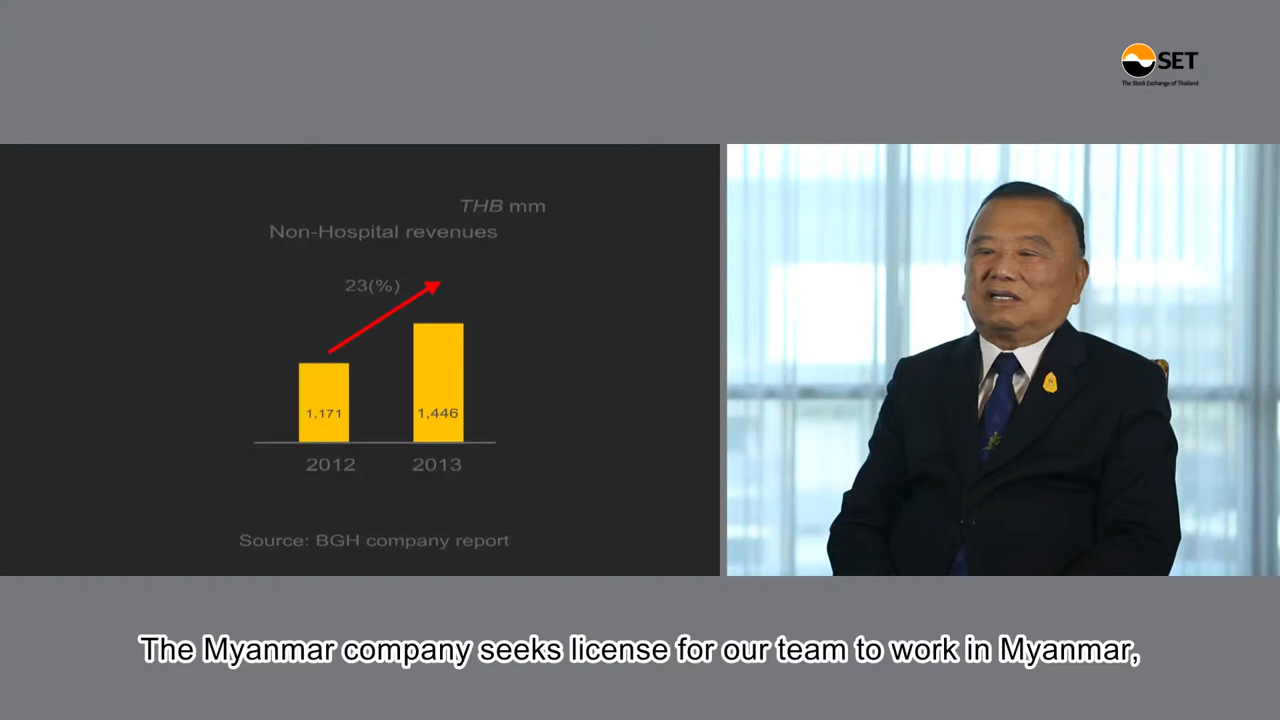 SET
The Stock Exchange of Thailand
THB mm
Non-Hospital revenues
23(%)
1,171
1,446
2012
2013
Source: BGH company report
The Myanmar company seeks license for our team to work in Myanmar,